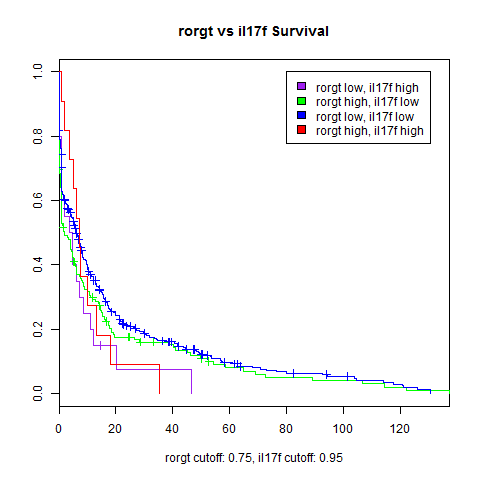 rorgt vs il17f Survival
rorgt low, il17f high
rorgt high, il17f low
rorgt low, il17f low
rorgt high, il17f high
1.0
0.8
0.6
0.4
0.2
0.0
0 20 40 60 80 100 120
rorgt cutoff: 0.75, il17f cutoff: 0.95